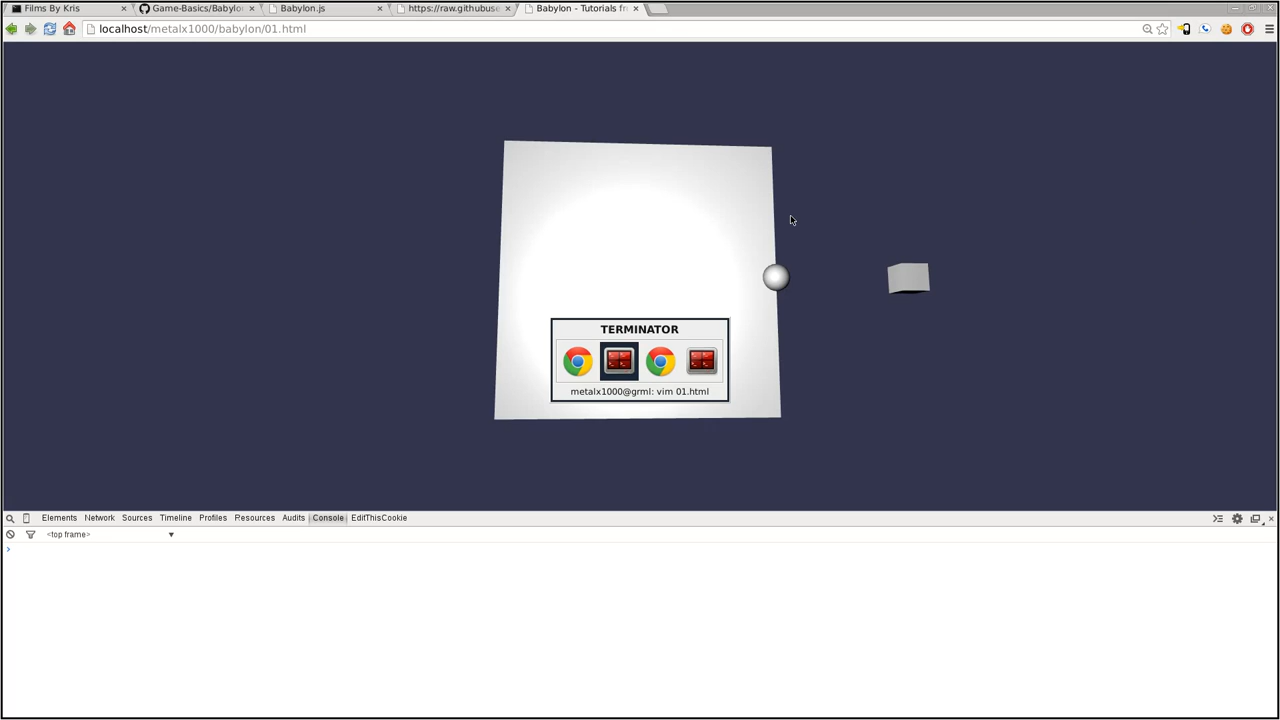 Films By Kris
Game-Basics/Babylo
Babylon.js
https://raw.githubuse
Babylon - Tutorials fr
localhost/metalx1000/babylon/01.html
TERMINATOR
metalx1000@grml: vim 01.html
Elements Network Sources Timeline Profiles Resources Audits Console EditThisCookie
<top frame>